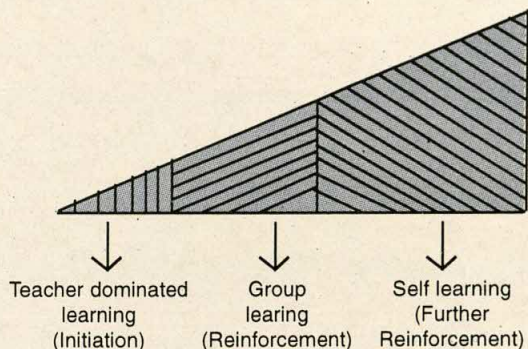 Teacher dominated
learning
(Initiation)
Group
learing
(Reinforcement)
Self learning
(Further
Reinforcement)